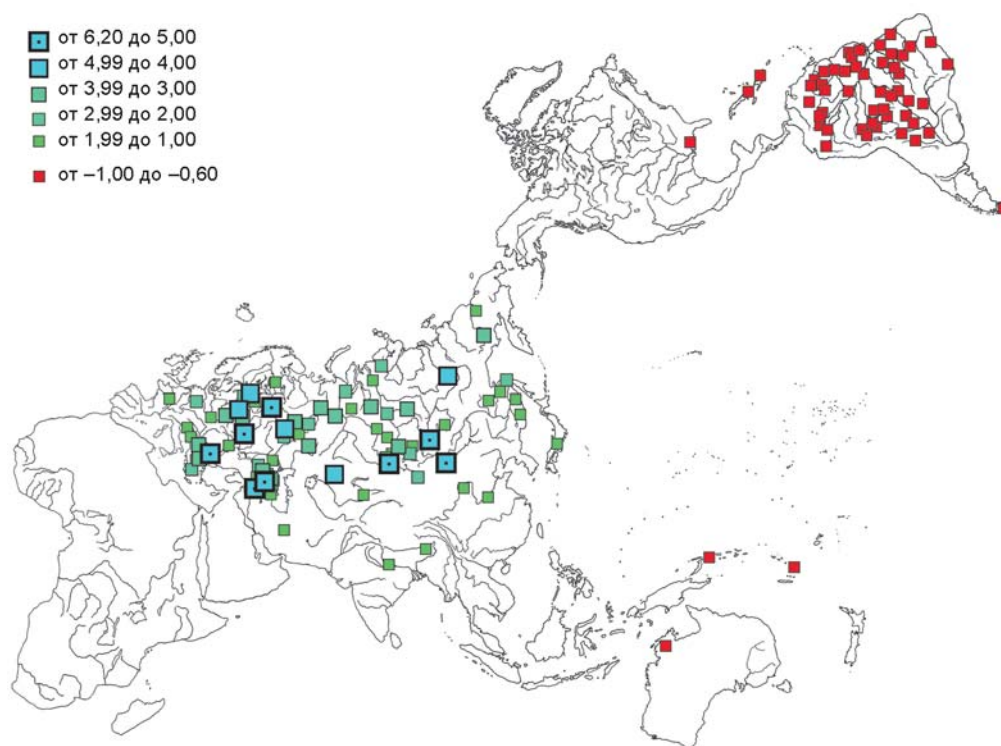 от 6,20 до 5,00
от 4,99 до 4,00
от 3,99 до 3,00
от 2,99 до 2,00
от 1,99 до 1,00
от –1,00 до –0,60